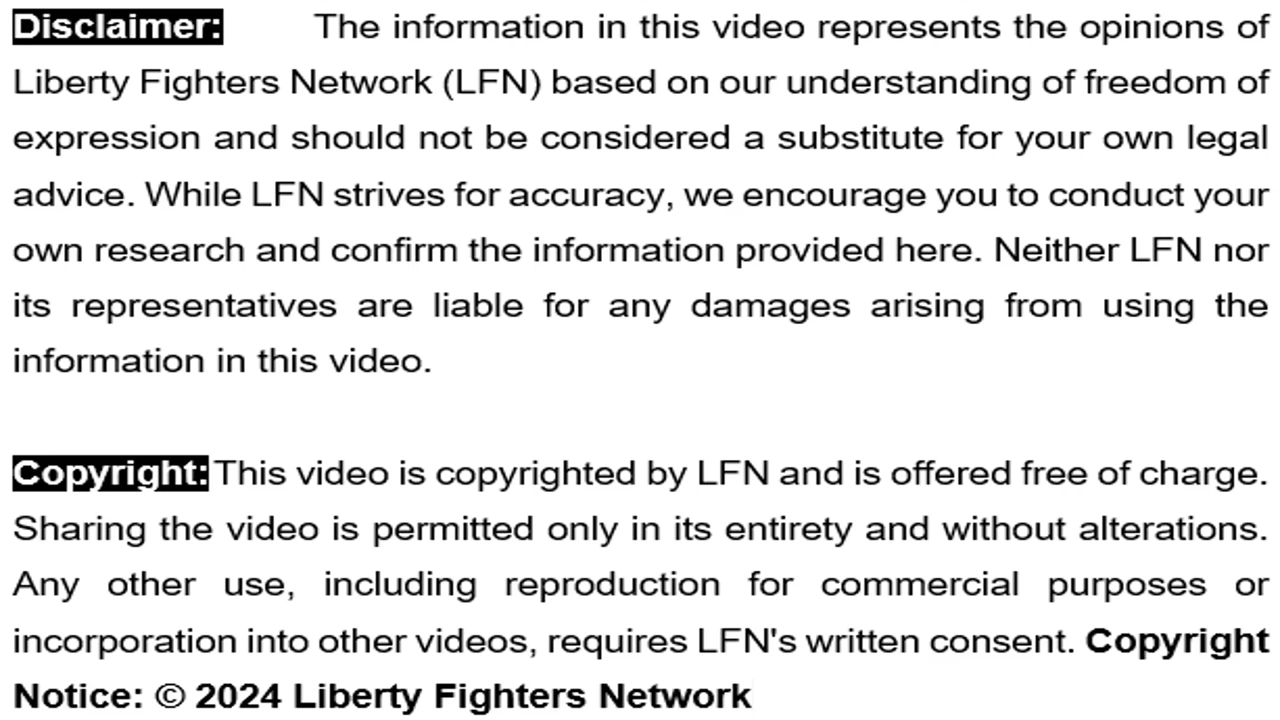 Disclaimer: The information in this video represents the opinions of
Liberty Fighters Network (LFN) based on our understanding of freedom of
expression and should not be considered a substitute for your own legal
advice. While LFN strives for accuracy, we encourage you to conduct your
own research and confirm the information provided here. Neither LFN nor
its representatives are liable for any damages arising from using the
information in this video.
Copyright: This video is copyrighted by LFN and is offered free of charge.
Sharing the video is permitted only in its entirety and without alterations.
Any other use, including reproduction for commercial purposes or
incorporation into other videos, requires LFN's written consent. Copyright
Notice: © 2024 Liberty Fighters Network